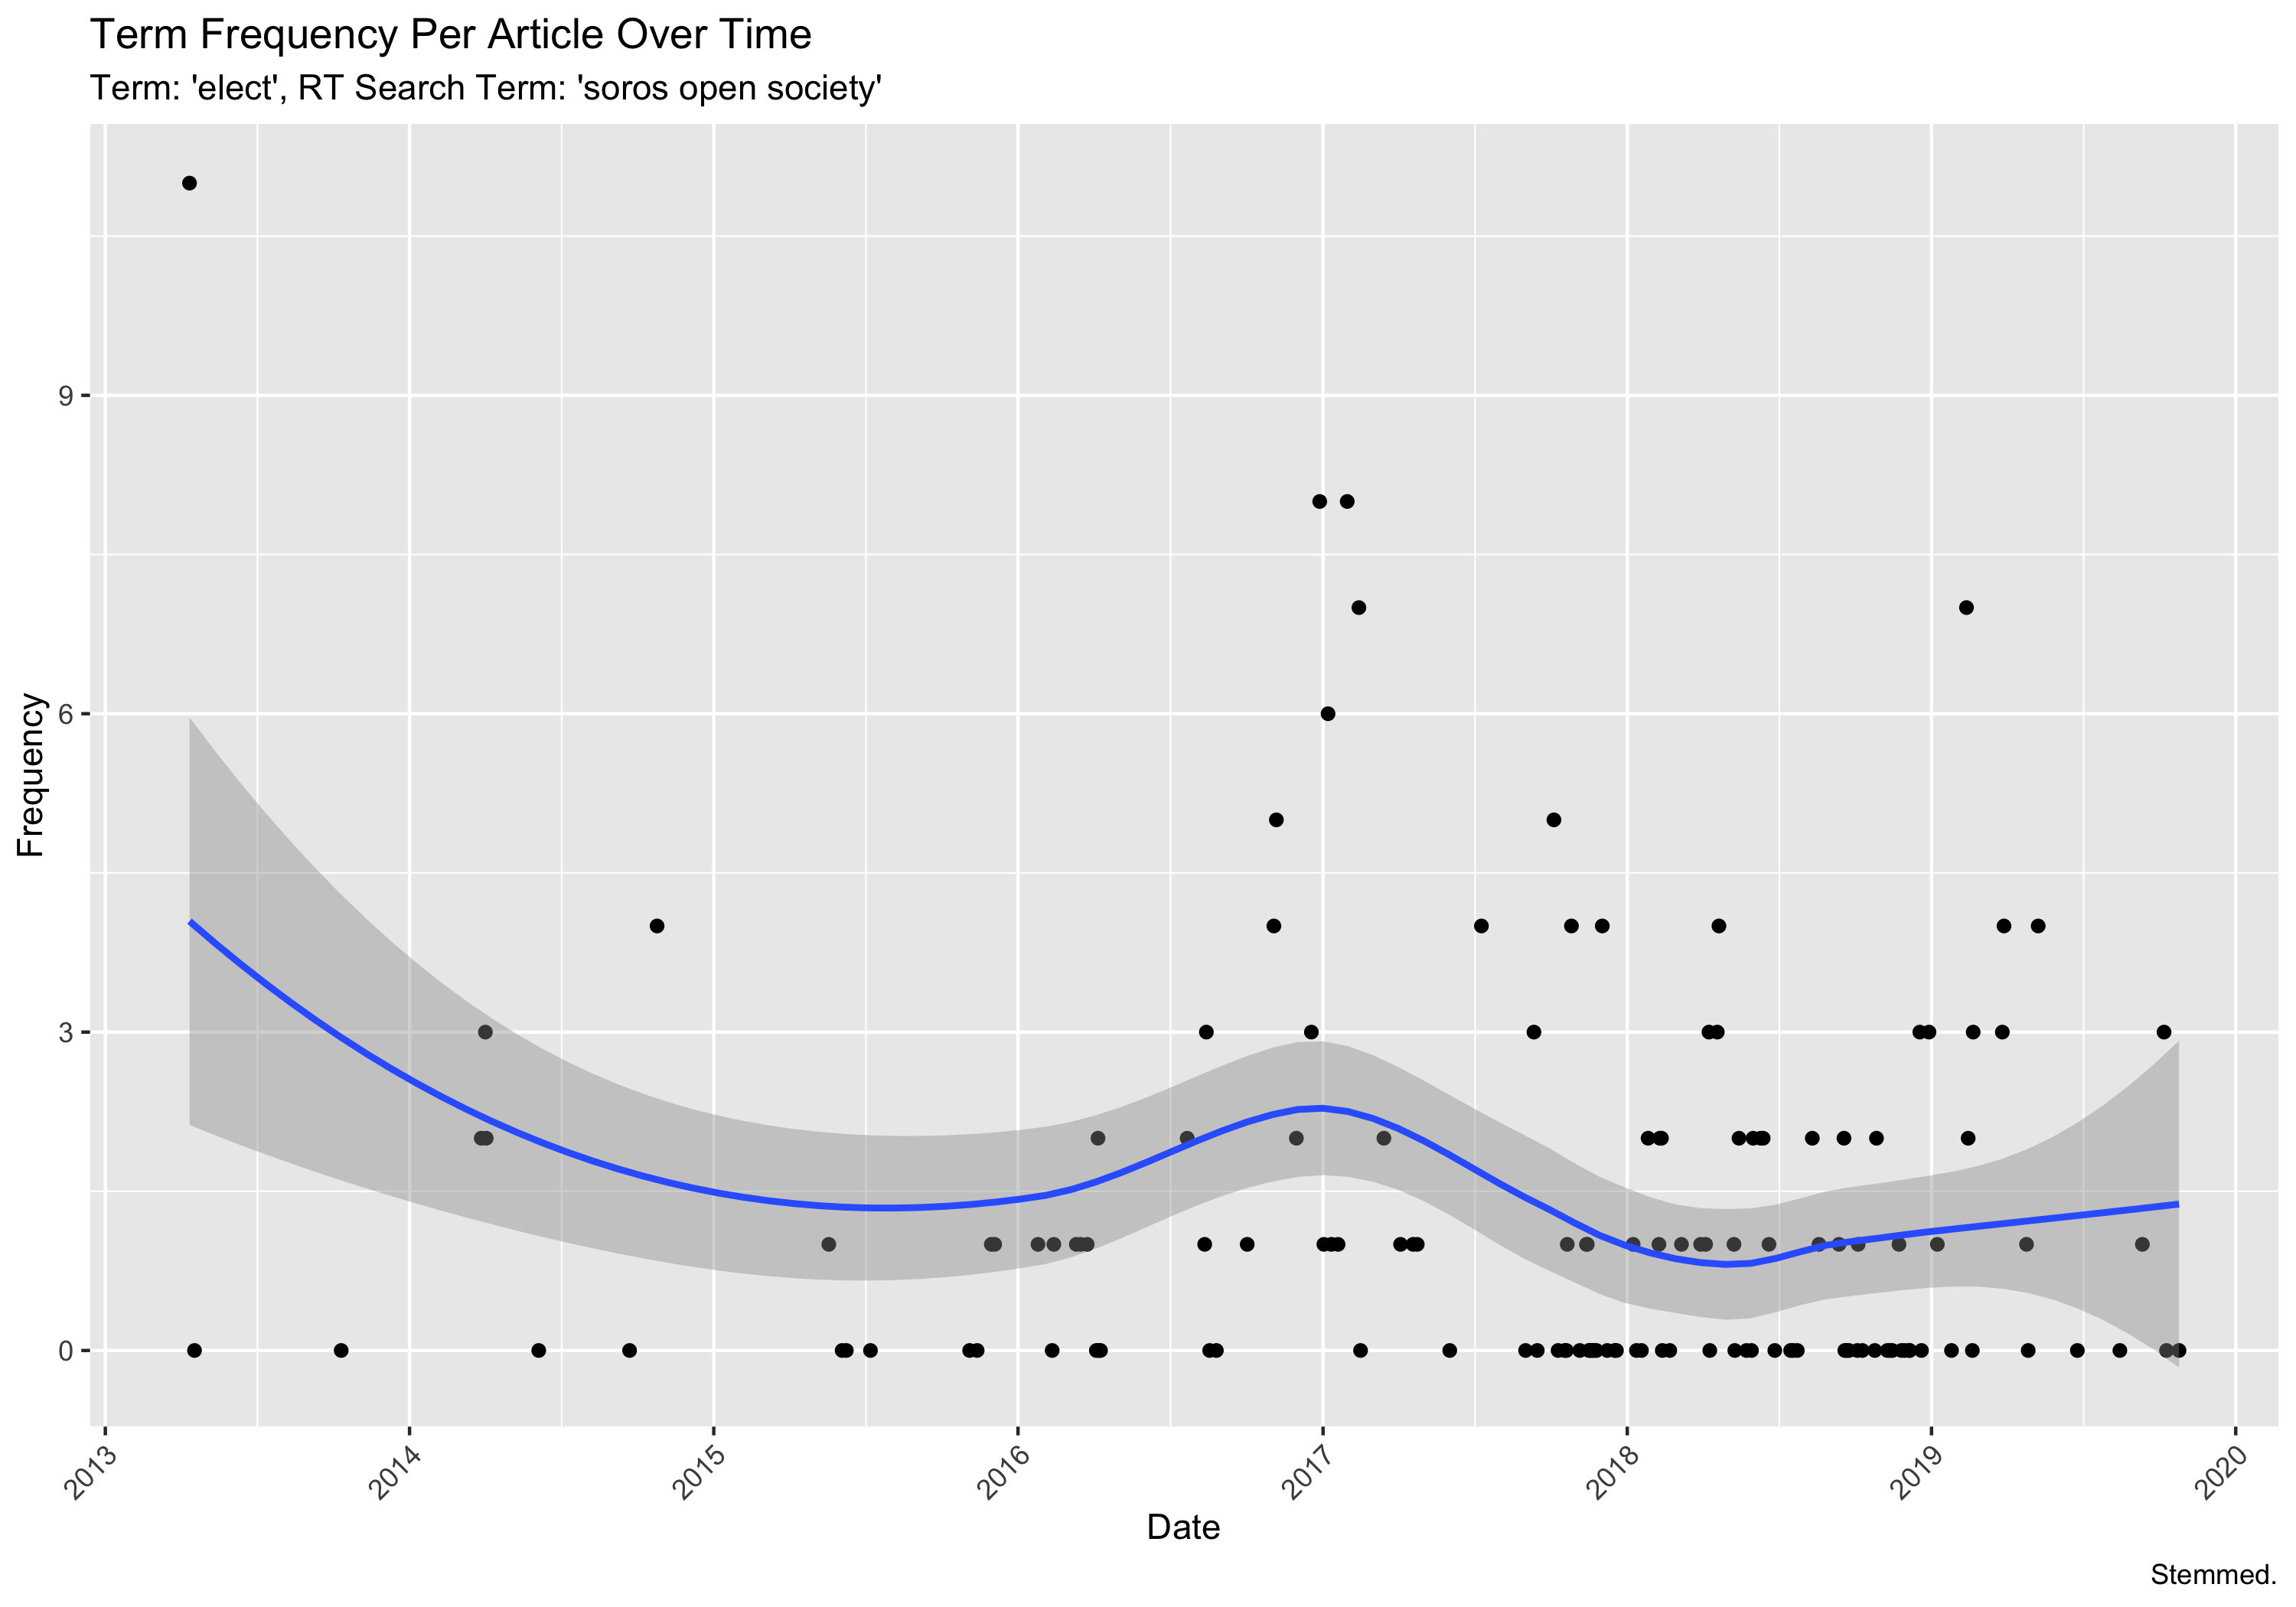 Term Frequency Per Article Over Time
Term: 'elect', RT Search Term: 'soros open society'
Frequency
9
6
3
0
2013
2014
2015
2016
2017
2018
2019
2020
Date
Stemmed.